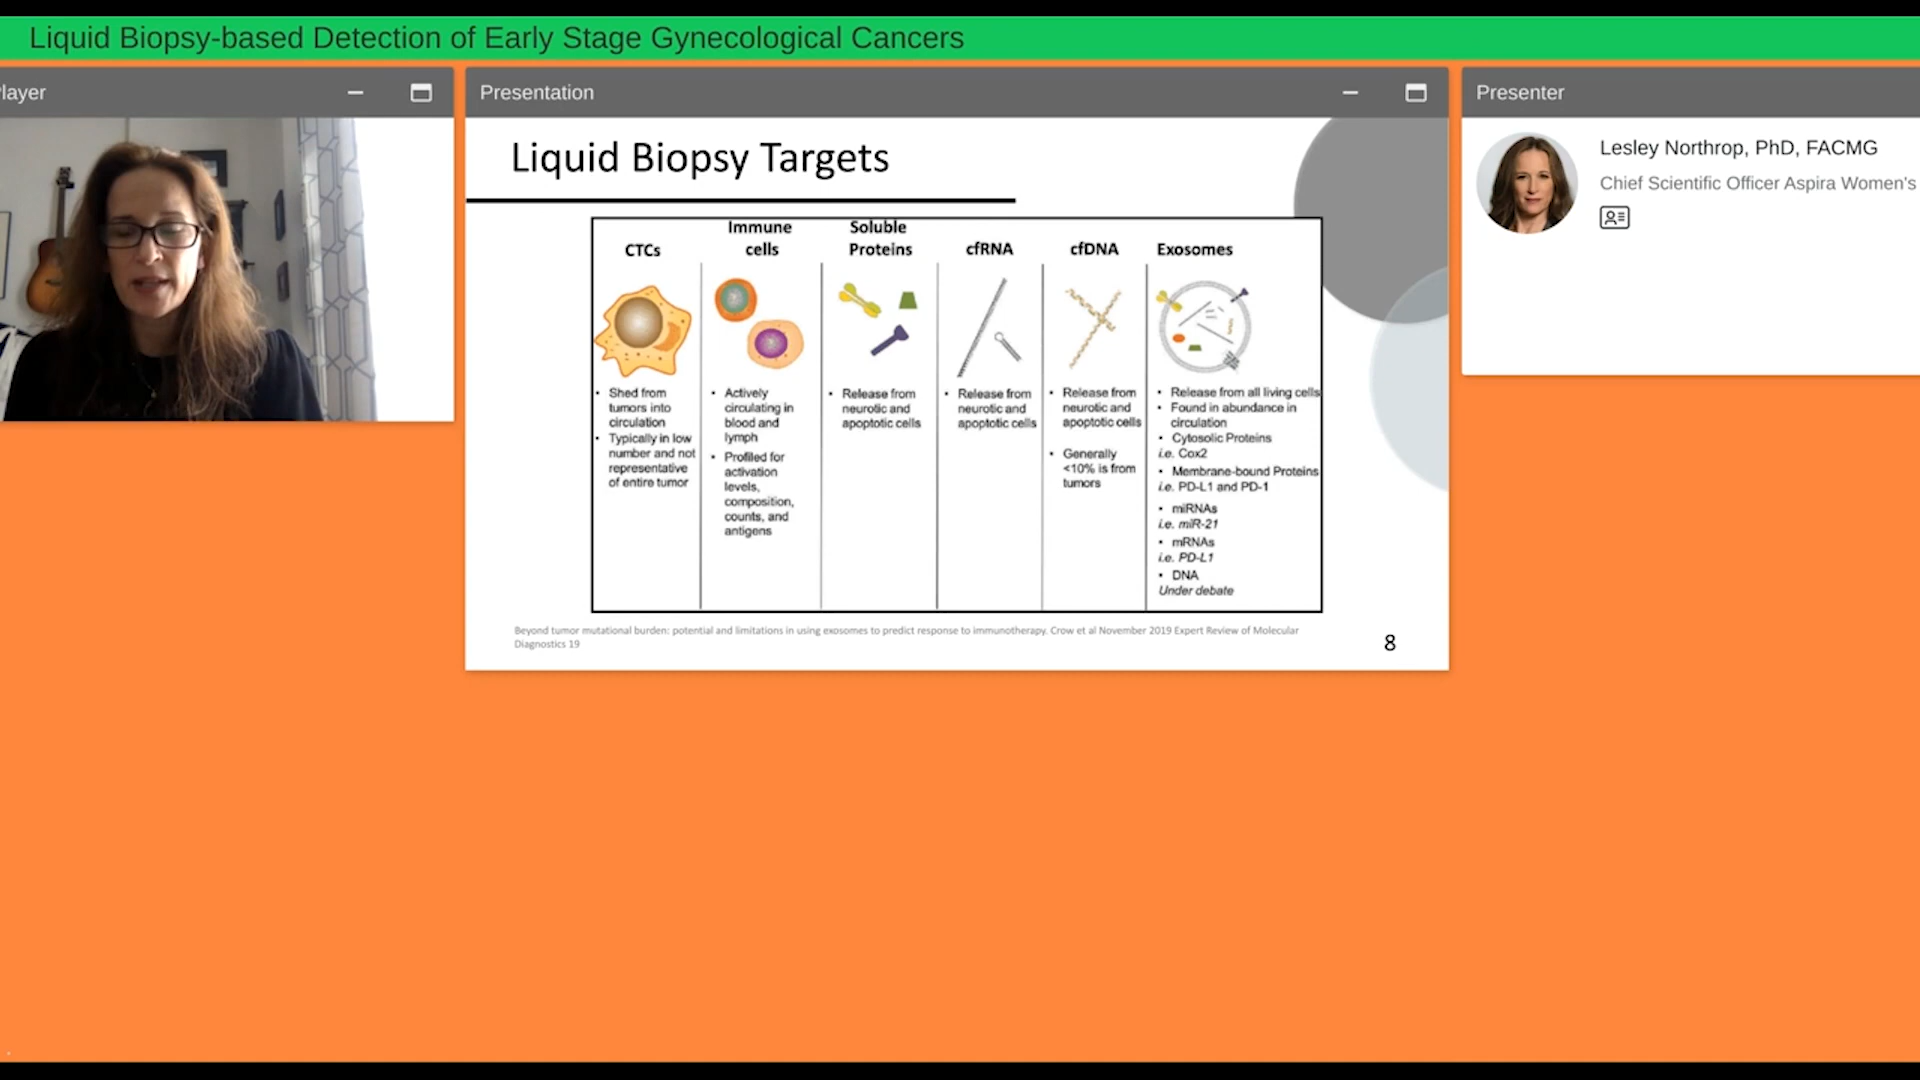 Liquid Biopsy-based Detection of Early Stage Gynecological Cancers
layer
Presentation
Liquid Biopsy Targets
CTCs
Immune
cells
Soluble
Proteins
cfRNA
cfDNA
Exosomes
• Shed from
tumors into
circulation
• Typically in low
number and not
representative
of entire tumor
• Actively
circulating in
blood and
lymph
• Profiled for
activation
levels,
composition,
counts, and
antigens
• Release from
neurotic and
apoptotic cells
• Release from
neurotic and
apoptotic cells
• Release from
neurotic and
apoptotic cells
• Generally
<10% is from
tumors
• Release from all living cells
• Found in abundance in
circulation
• Cytosolic Proteins
i.e. Cox2
• Membrane-bound Proteins
i.e. PD-L1 and PD-1
• miRNAs
i.e. miR-21
• mRNAs
i.e. PD-L1
• DNA
Under debate
Beyond tumor mutational burden: potential and limitations in using exosomes to predict response to immunotherapy. Crow et al November 2019 Expert Review of Molecular
Diagnostics 19
8
Presenter
Lesley Northrop, PhD, FACMG
Chief Scientific Officer Aspira Women's